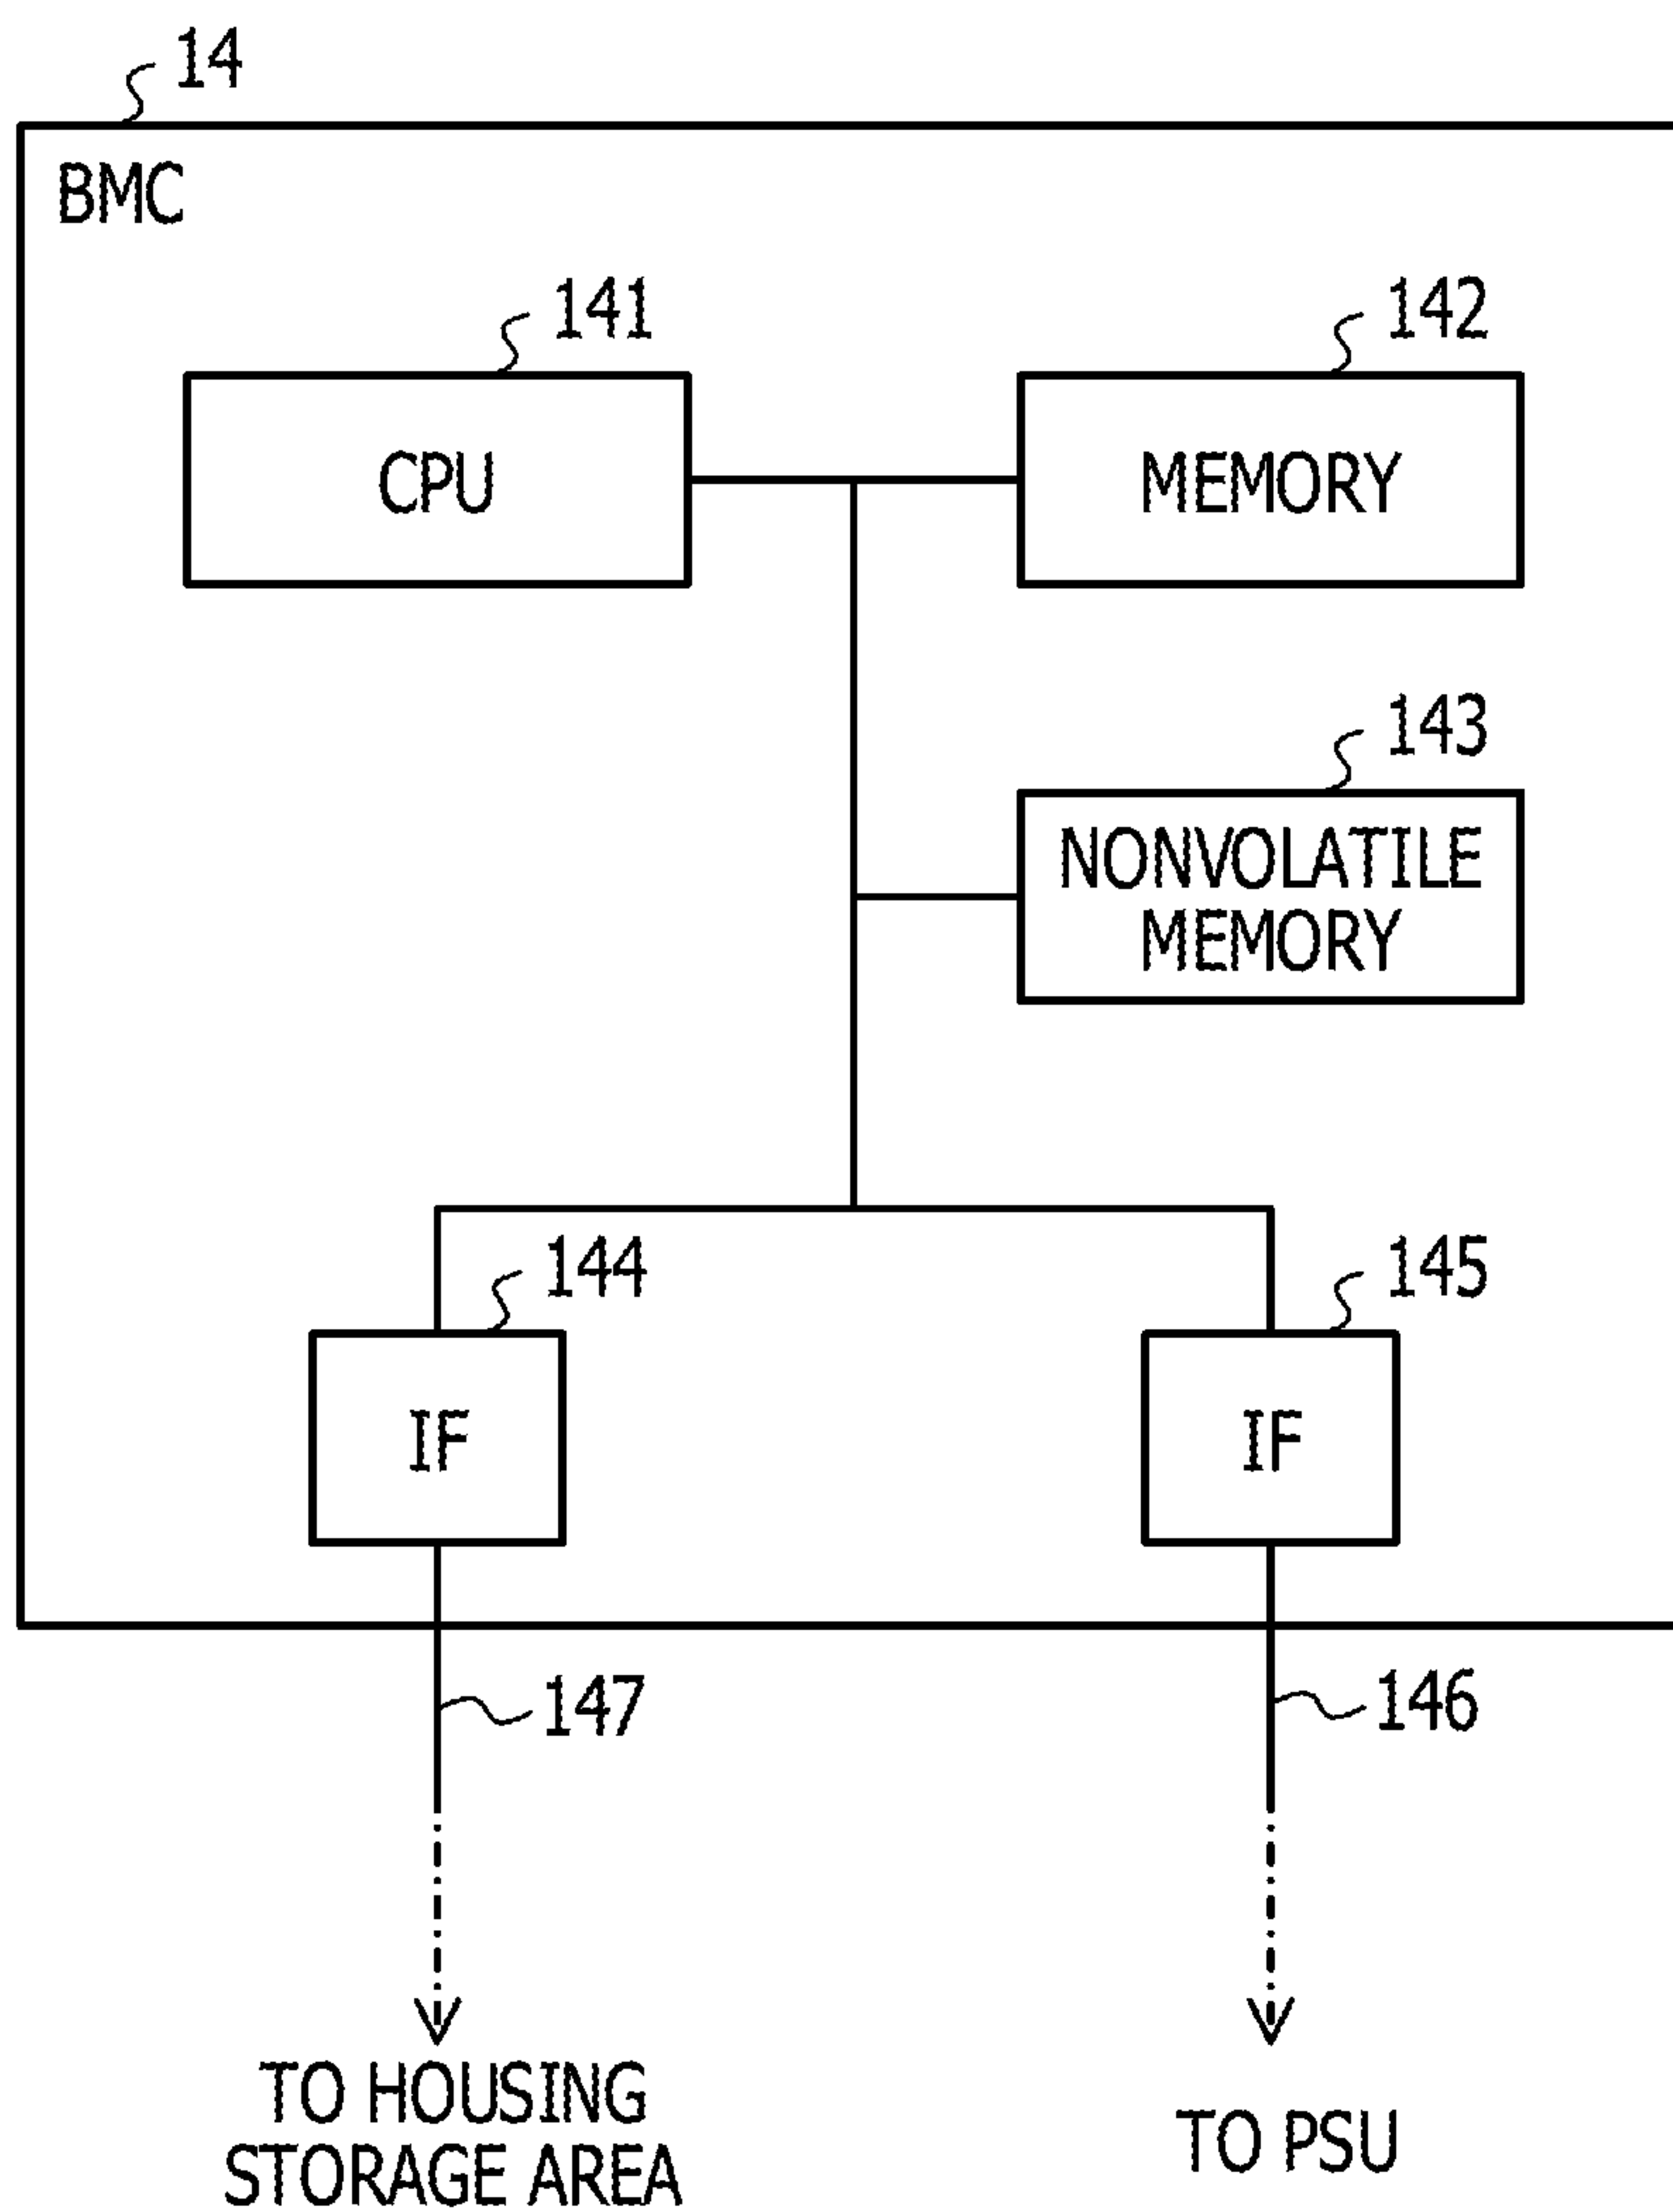 14
BMC
141
142
CPU
MEMORY
143
NONVOLATILE
MEMORY
144
145
IF
IF
147
146
TO HOUSING
STORAGE AREA
TO PSU